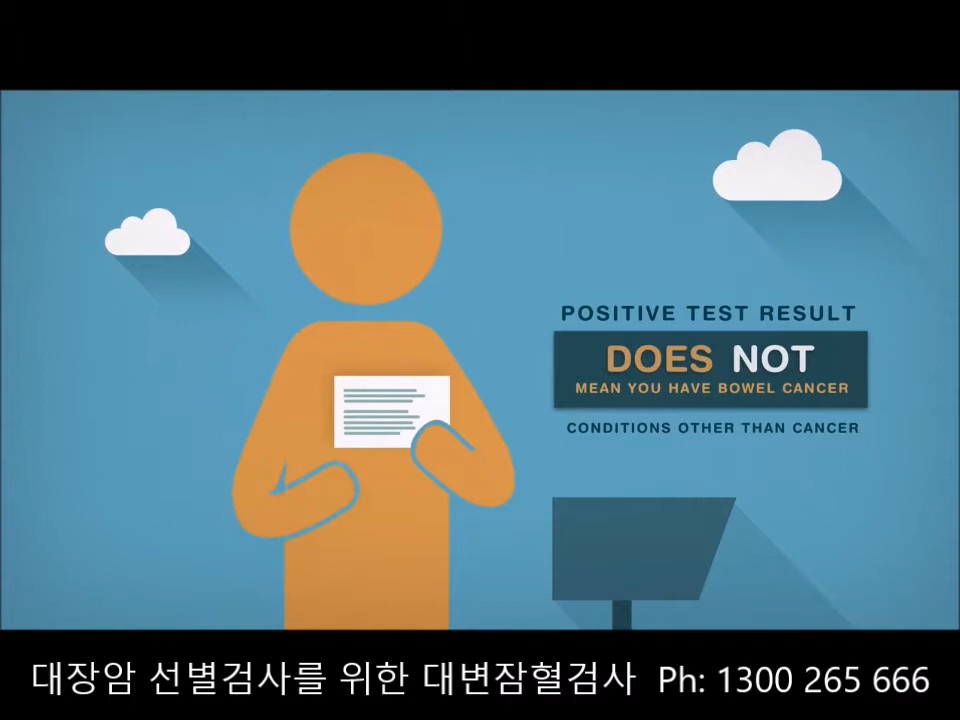 POSITIVE TEST RESULT
DOES NOT
MEAN YOU HAVE BOWEL CANCER
CONDITIONS OTHER THAN CANCER
대장암 선별검사를 위한 대변잠혈검사 Ph: 1300 265 666